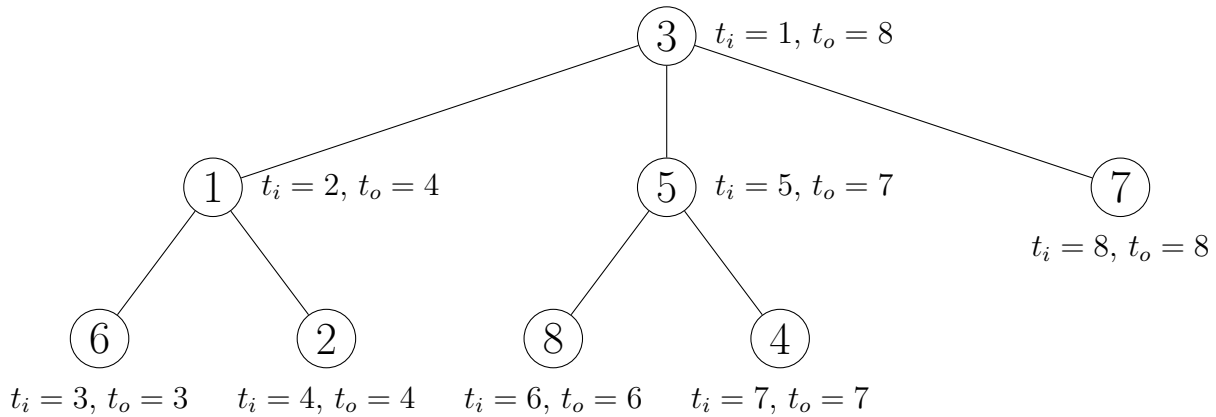 3 t_i = 1, t_o = 8
1 t_i = 2, t_o = 4
5 t_i = 5, t_o = 7
7
t_i = 8, t_o = 8
6 2 8 4
t_i = 3, t_o = 3 t_i = 4, t_o = 4 t_i = 6, t_o = 6 t_i = 7, t_o = 7